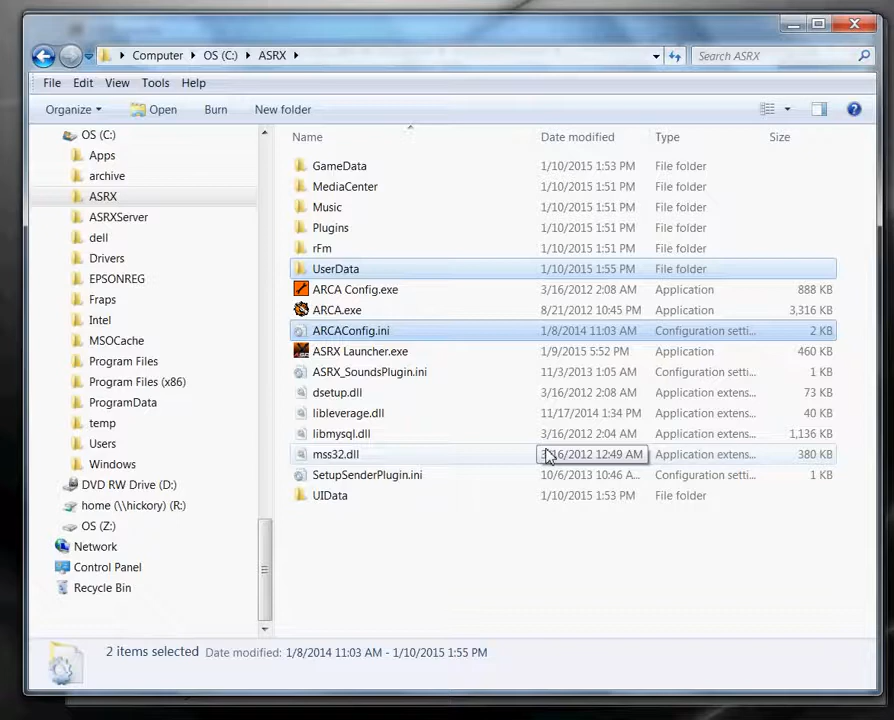 Computer OS (C:) ASRX Search ASRX
File Edit View Tools Help
Organize Open Burn New folder
OS (C:)
Apps
archive
ASRX
ASRXServer
dell
Drivers
EPSONREG
Fraps
Intel
MSOCache
Program Files
Program Files (x86)
ProgramData
temp
Users
Windows
DVD RW Drive (D:)
home (\\hickory) (R:)
OS (Z:)
Network
Control Panel
Recycle Bin
Name Date modified Type Size
GameData 1/10/2015 1:53 PM File folder
MediaCenter 1/10/2015 1:51 PM File folder
Music 1/10/2015 1:51 PM File folder
Plugins 1/10/2015 1:51 PM File folder
rFm 1/10/2015 1:51 PM File folder
UserData 1/10/2015 1:55 PM File folder
ARCA Config.exe 3/16/2012 2:08 AM Application 888 KB
ARCA.exe 8/21/2012 10:45 PM Application 3,316 KB
ARCAConfig.ini 1/8/2014 11:03 AM Configuration setti... 2 KB
ASRX Launcher.exe 1/9/2015 5:52 PM Application 460 KB
ASRX_SoundsPlugin.ini 11/3/2013 1:05 AM Configuration setti... 1 KB
dsetup.dll 3/16/2012 2:08 AM Application extens... 73 KB
libleverage.dll 11/17/2014 1:34 PM Application extens... 40 KB
libmysql.dll 3/16/2012 2:04 AM Application extens... 1,136 KB
mss32.dll 16/2012 12:49 AM Application extens... 380 KB
SetupSenderPlugin.ini 10/6/2013 10:46 A... Configuration setti... 1 KB
UIData 1/10/2015 1:53 PM File folder
2 items selected Date modified: 1/8/2014 11:03 AM - 1/10/2015 1:55 PM